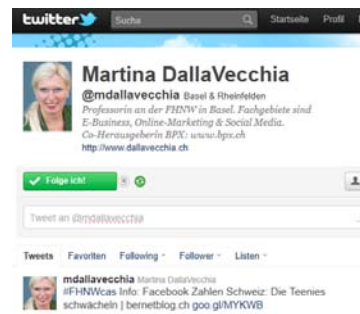 twitter
Suche
Startseite Profil
Martina DallaVecchia
@mdallavecchia Basel & Rheinfelden
Professorin an der FHNW in Basel. Fachgebiete sind
E-Business, Online-Marketing & Social Media.
Co-Herausgeberin BPX: www.bpx.ch
http://www.dallavecchia.ch
Folge ich!
Tweet an @mdallavecchia
Tweets Favoriten Following Follower Listen
mdallavecchia Martina DallaVecchia
#FHNWcas Info: Facebook Zahlen Schweiz: Die Teenies
schwächeln | bernetblog.ch goo.gl/MYKWB